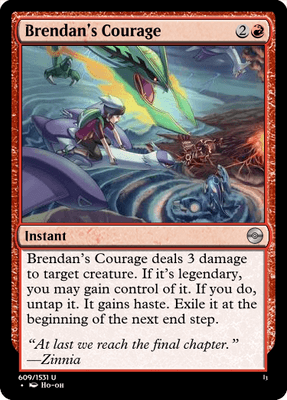 Brendan's Courage 2
Instant
Brendan's Courage deals 3 damage
to target creature. If it's legendary,
you may gain control of it. If you do,
untap it. It gains haste. Exile it at the
beginning of the next end step.
"At last we reach the final chapter."
—Zinnia
609/1531 U
• Ho-oh